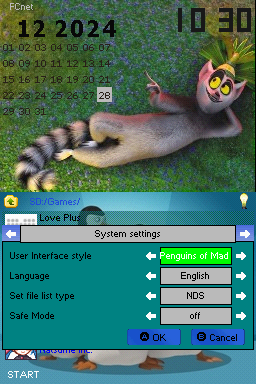 FCnet
12 2024
10 30
01 02 03 04 05 06 07
08 09 10 11 12 13 14
15 16 17 18 19 20 21
22 23 24 25 26 27 28
29 30 31
SD:/Games/
Love Plus
System settings
User Interface style Penguins of Mad
Language English
Set file list type NDS
Safe Mode off
A OK B Cancel
Natsume Inc.
START